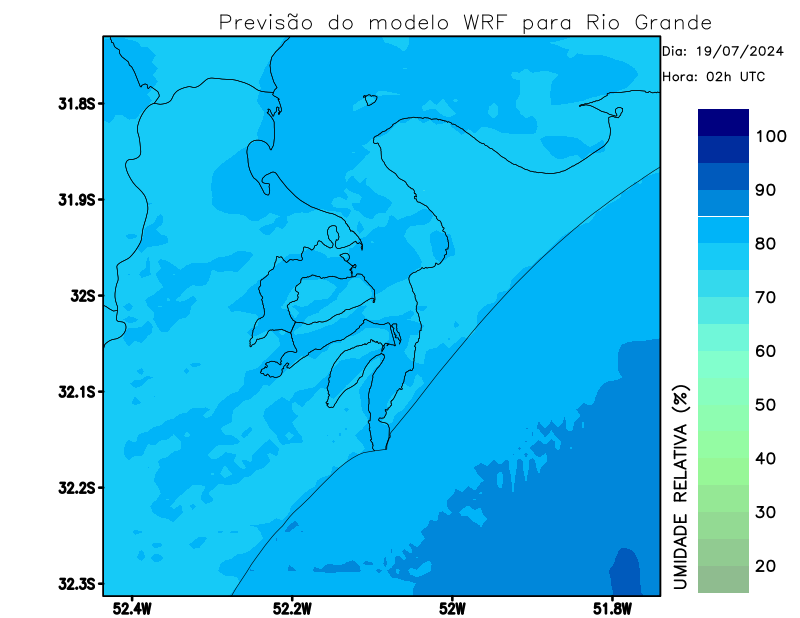 Previsão do modelo WRF para Rio Grande
Dia: 19/07/2024
Hora: 02h UTC
31.8S
31.9S
32S
32.1S
32.2S
32.3S
52.4W
52.2W
52W
51.8W
100
90
80
70
60
50
40
30
20
UMIDADE RELATIVA (%)